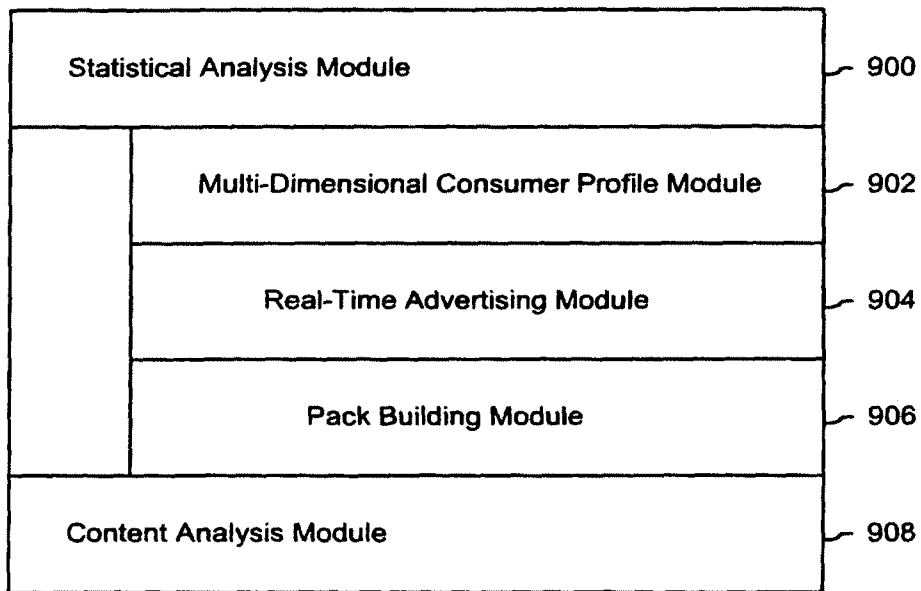 Statistical Analysis Module 900
Multi-Dimensional Consumer Profile Module 902
Real-Time Advertising Module 904
Pack Building Module 906
Content Analysis Module 908